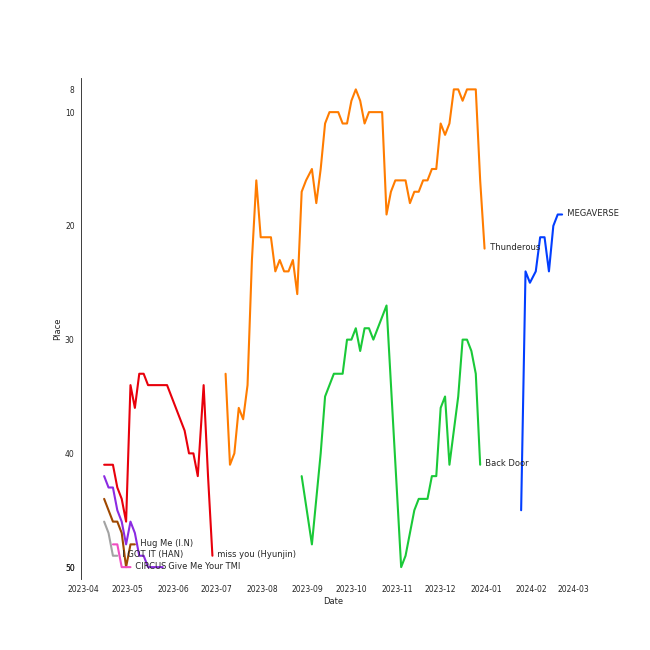 8
10
20
30
40
50
Place
MEGAVERSE
Thunderous
Back Door
Hug Me (I.N)
GOT IT (HAN)
miss you (Hyunjin)
CIRCUS
Give Me Your TMI
2023-04 2023-05 2023-06 2023-07 2023-08 2023-09 2023-10 2023-11 2023-12 2024-01 2024-02 2024-03
Date